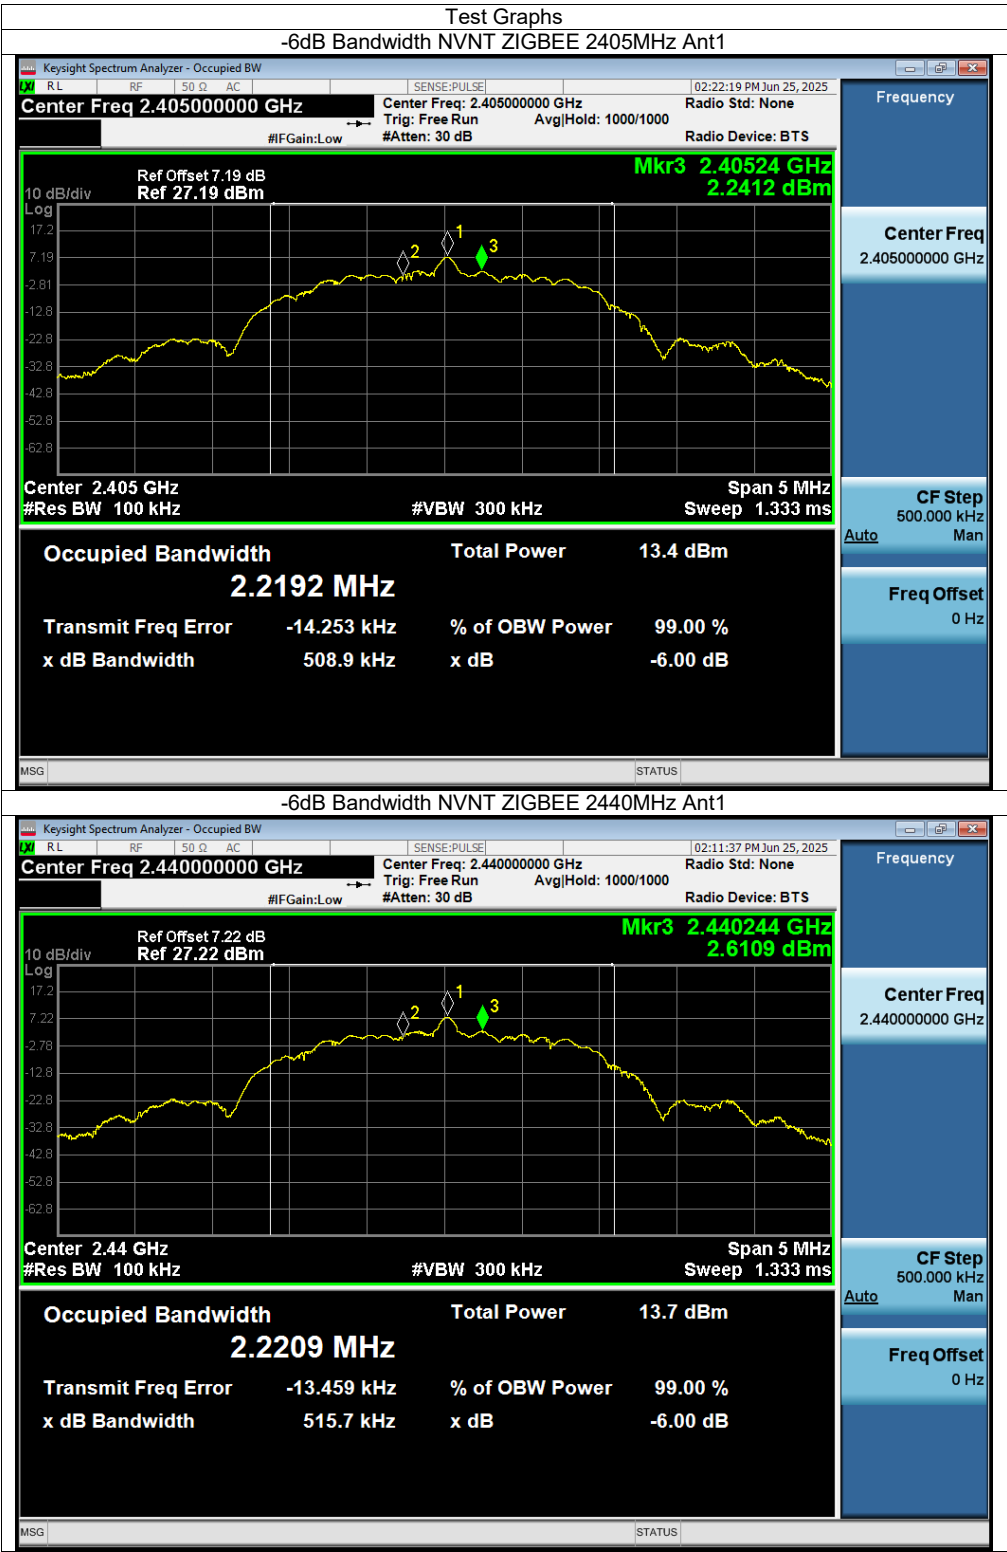 Test Graphs
-6dB Bandwidth NVNT ZIGBEE 2405MHz Ant1
Keysight Spectrum Analyzer - Occupied BW
LXI RL RF 50 Ω AC SENSE:PULSE 02:22:19 PM Jun 25, 2025
Center Freq 2.405000000 GHz Center Freq: 2.405000000 GHz Radio Std: None
Trig: Free Run Avg|Hold: 1000/1000
#IFGain:Low #Atten: 30 dB Radio Device: BTS
Frequency
Mkr3 2.40524 GHz
2.2412 dBm
Ref Offset 7.19 dB
10 dB/div Ref 27.19 dBm
Log
17.2
7.19
-2.81
-12.8
-22.8
-32.8
-42.8
-52.8
-62.8
1
2
3
Center 2.405 GHz Span 5 MHz
#Res BW 100 kHz #VBW 300 kHz Sweep 1.333 ms
Occupied Bandwidth Total Power 13.4 dBm
2.2192 MHz
Transmit Freq Error -14.253 kHz % of OBW Power 99.00 %
x dB Bandwidth 508.9 kHz x dB -6.00 dB
Center Freq
2.405000000 GHz
CF Step
500.000 kHz
Auto Man
Freq Offset
0 Hz
MSG STATUS
-6dB Bandwidth NVNT ZIGBEE 2440MHz Ant1
Keysight Spectrum Analyzer - Occupied BW
LXI RL RF 50 Ω AC SENSE:PULSE 02:11:37 PM Jun 25, 2025
Center Freq 2.440000000 GHz Center Freq: 2.440000000 GHz Radio Std: None
Trig: Free Run Avg|Hold: 1000/1000
#IFGain:Low #Atten: 30 dB Radio Device: BTS
Frequency
Mkr3 2.440244 GHz
2.6109 dBm
Ref Offset 7.22 dB
10 dB/div Ref 27.22 dBm
Log
17.2
7.22
-2.78
-12.8
-22.8
-32.8
-42.8
-52.8
-62.8
1
2
3
Center 2.44 GHz Span 5 MHz
#Res BW 100 kHz #VBW 300 kHz Sweep 1.333 ms
Occupied Bandwidth Total Power 13.7 dBm
2.2209 MHz
Transmit Freq Error -13.459 kHz % of OBW Power 99.00 %
x dB Bandwidth 515.7 kHz x dB -6.00 dB
Center Freq
2.440000000 GHz
CF Step
500.000 kHz
Auto Man
Freq Offset
0 Hz
MSG STATUS